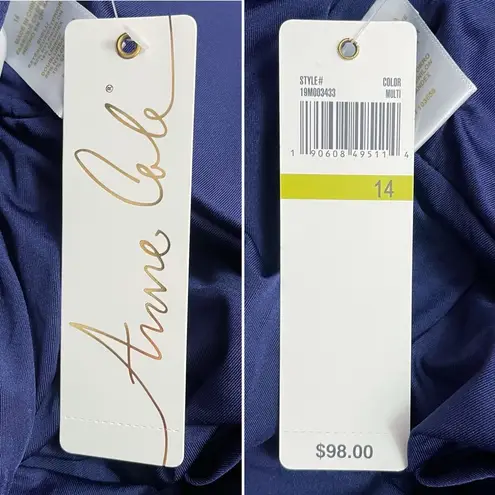 Anne Cole®
STYLE# COLOR
19M003433 MULTI
1 90608 49511 4
14
$98.00